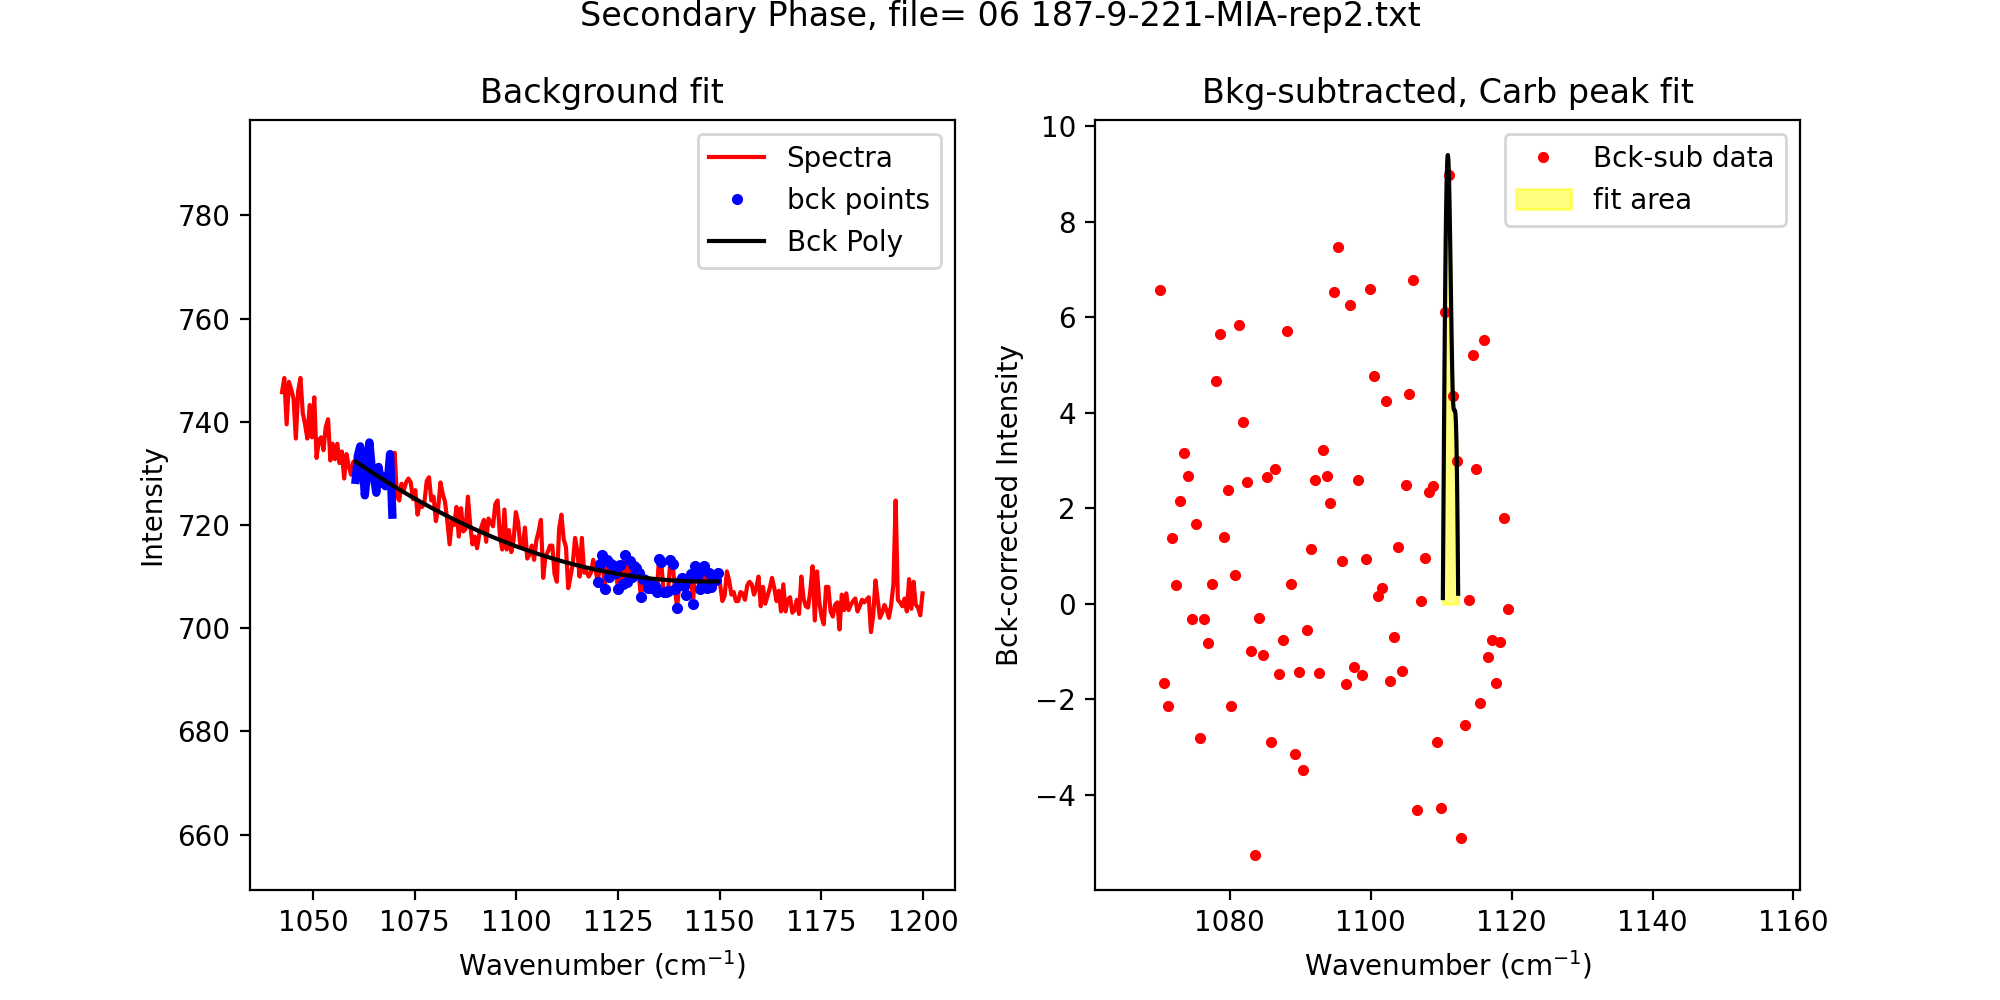 Secondary Phase, file= 06 187-9-221-MIA-rep2.txt
Background fit
Spectra
bck points
Bck Poly
780
760
740
720
700
680
660
Intensity
1050 1075 1100 1125 1150 1175 1200
Wavenumber (cm⁻¹)
Bkg-subtracted, Carb peak fit
Bck-sub data
fit area
10
8
6
4
2
0
−2
−4
Bck-corrected Intensity
1080 1100 1120 1140 1160
Wavenumber (cm⁻¹)